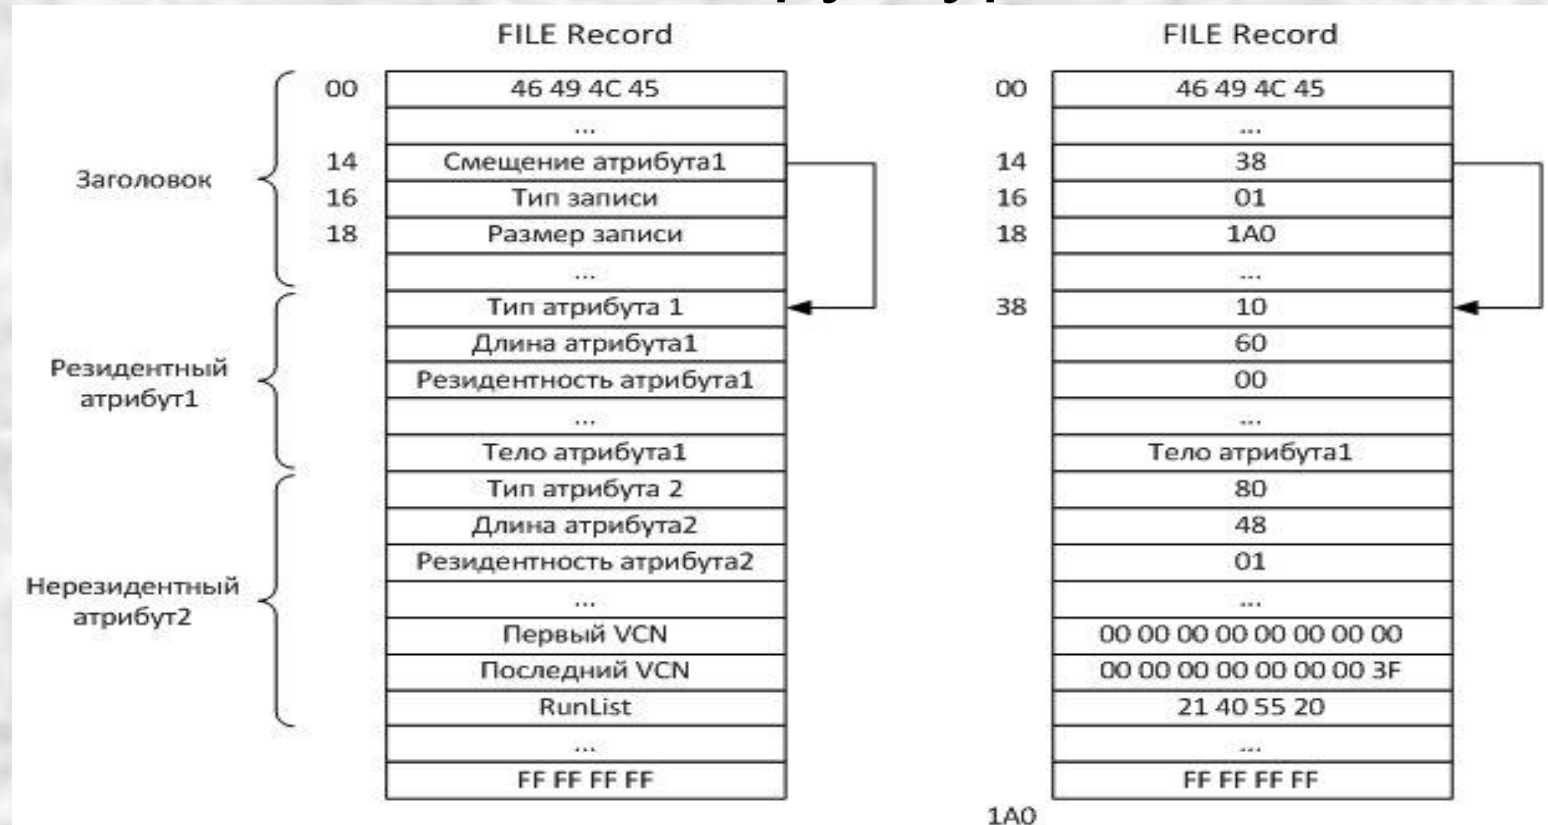 FILE Record
00 46 49 4C 45
...
14 Смещение атрибута1
16 Тип записи
18 Размер записи
...
Заголовок
Тип атрибута 1
Длина атрибута1
Резидентность атрибута1
...
Тело атрибута1
Резидентный
атрибут1
Тип атрибута 2
Длина атрибута2
Резидентность атрибута2
...
Первый VCN
Последний VCN
RunList
Нерезидентный
атрибут2
...
FF FF FF FF
FILE Record
00 46 49 4C 45
...
14 38
16 01
18 1A0
...
38 10
60
00
...
Тело атрибута1
80
48
01
...
00 00 00 00 00 00 00 00
00 00 00 00 00 00 00 3F
21 40 55 20
...
FF FF FF FF
1A0